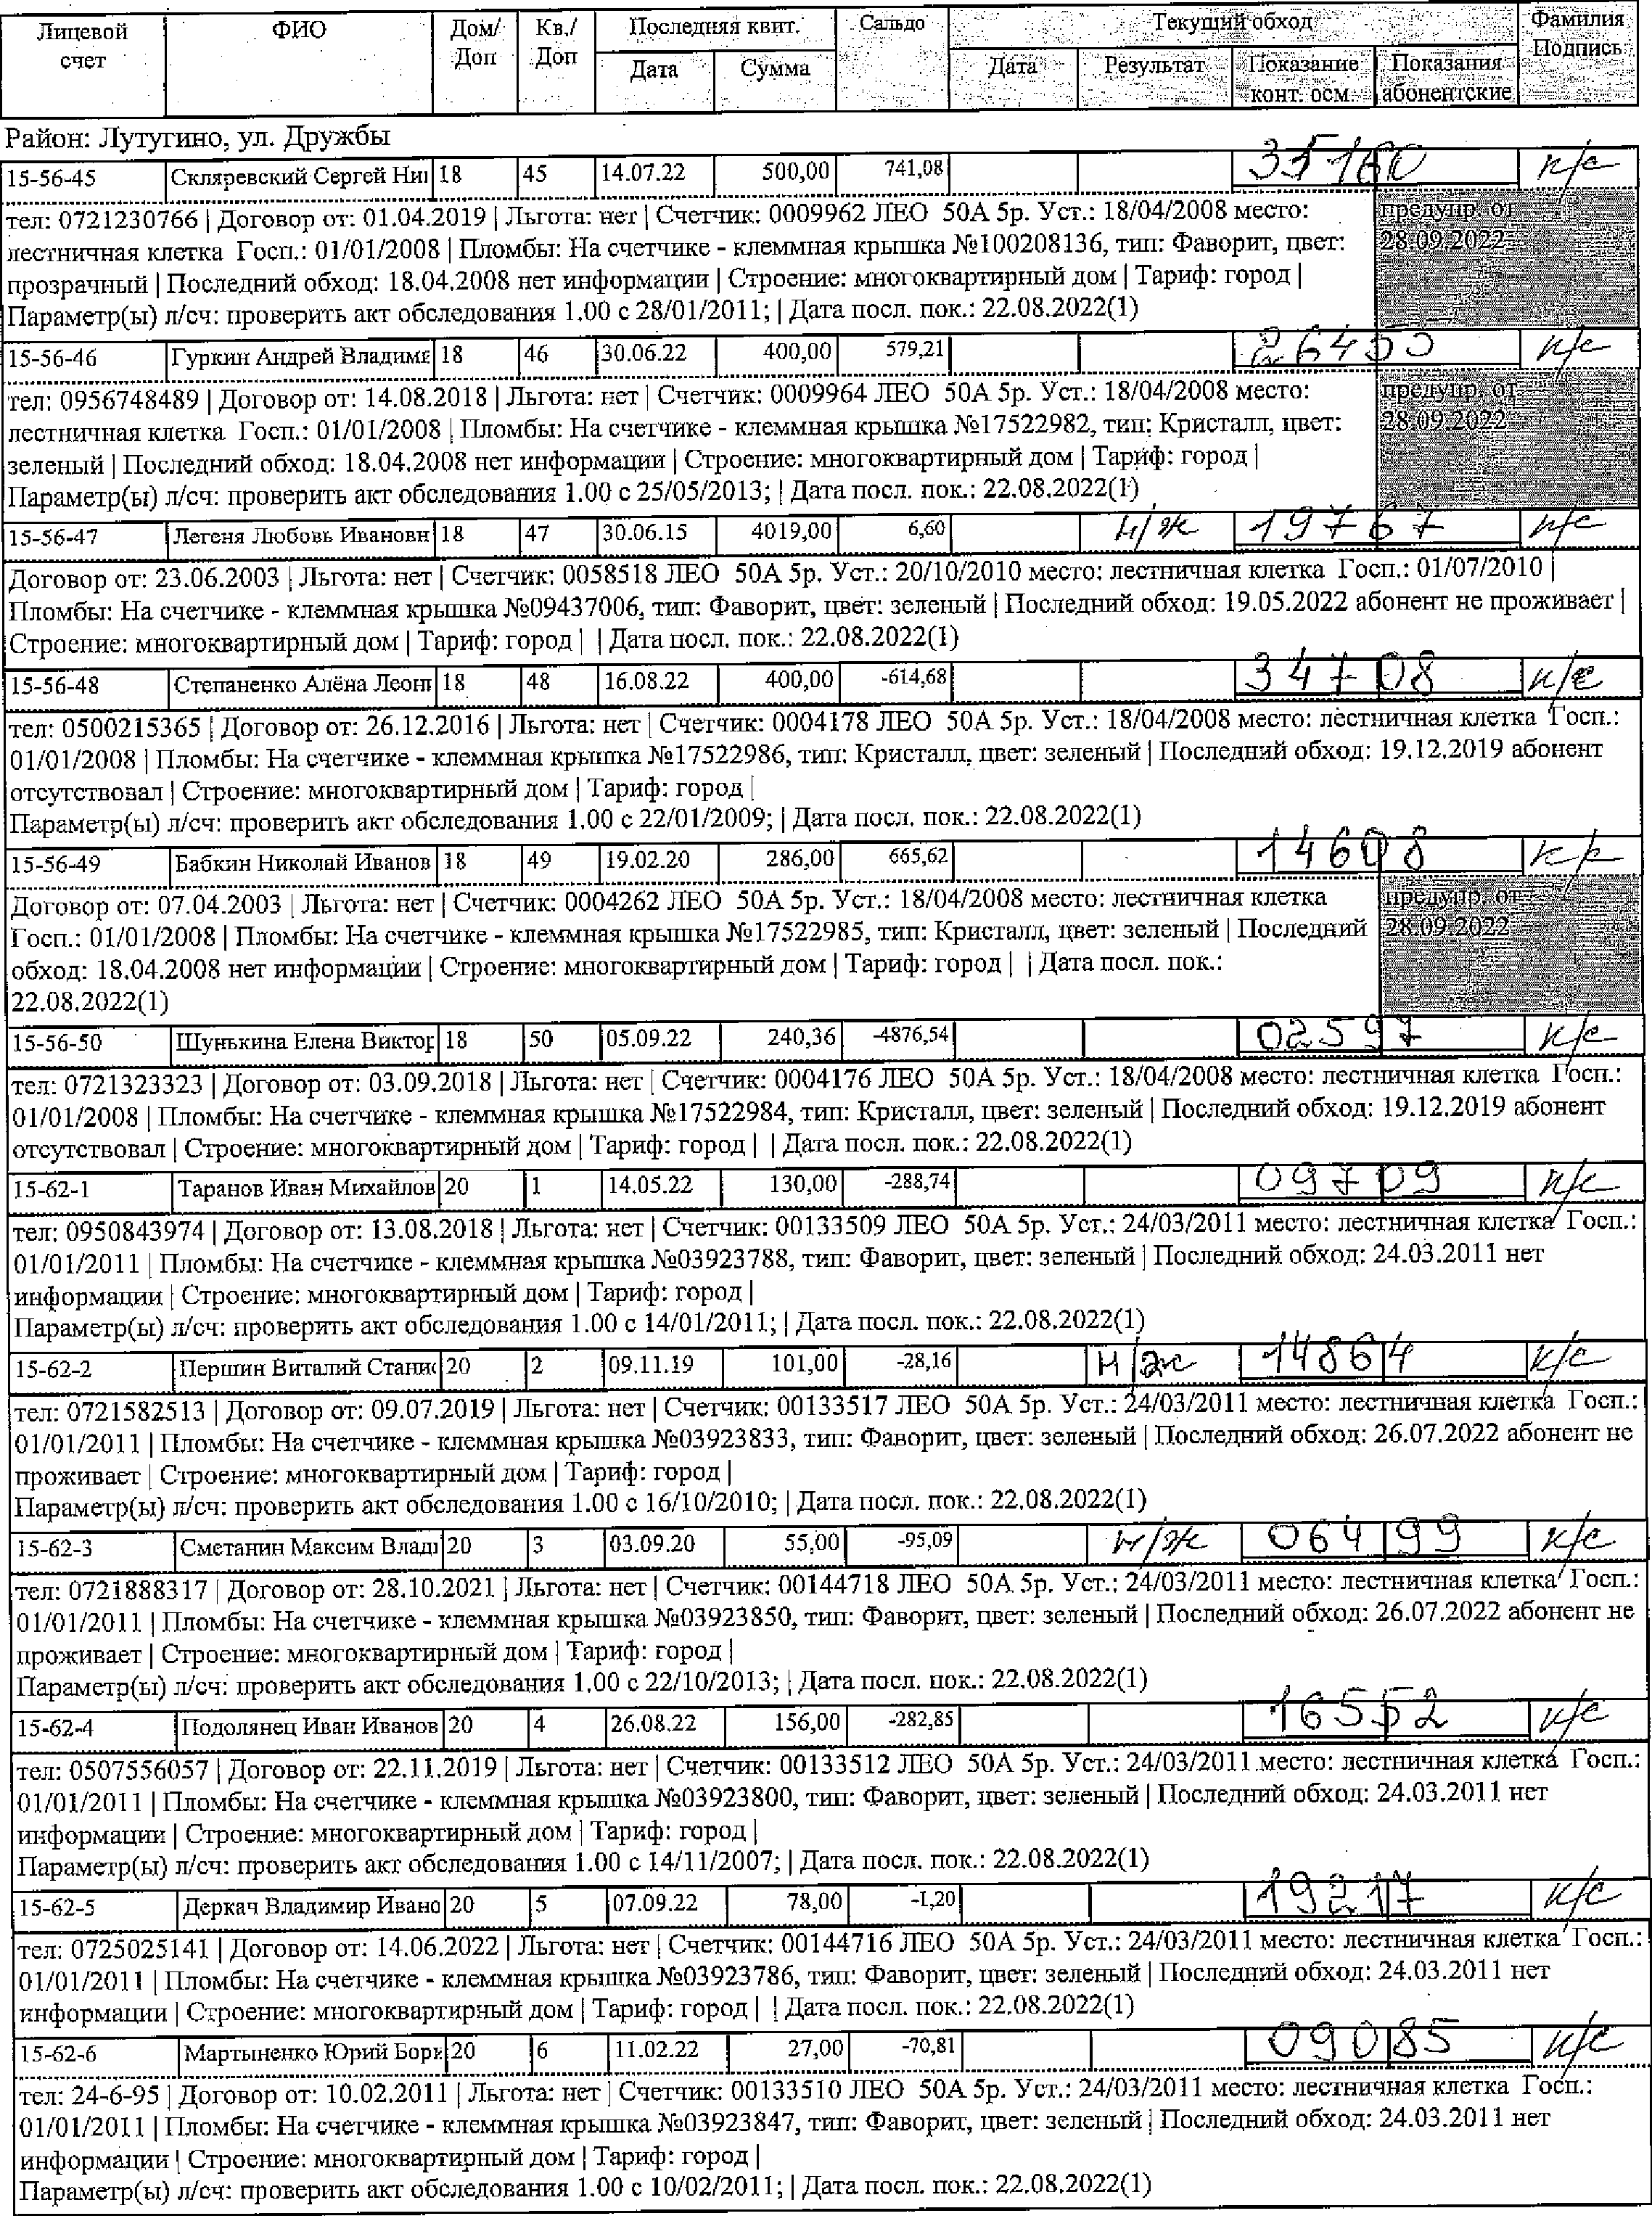 Лицевой счет ФИО Дом/Доп Кв./Доп Последняя квит. Сальдо Текущий обход Фамилия Подпись
Дата Сумма Дата Результат Показание конт. осм. Показания абонентские
Район: Лутугино, ул. Дружбы
15-56-45 Скляревский Сергей Ни 18 45 14.07.22 500,00 741,08 35160 к/с
тел: 0721230766 | Договор от: 01.04.2019 | Льгота: нет | Счетчик: 0009962 ЛЕО 50А 5р. Уст.: 18/04/2008 место: предупр. от
лестничная клетка Госп.: 01/01/2008 | Пломбы: На счетчике - клеммная крышка №100208136, тип: Фаворит, цвет: 28.09.2022
прозрачный | Последний обход: 18.04.2008 нет информации | Строение: многоквартирный дом | Тариф: город |
Параметр(ы) л/сч: проверить акт обследования 1.00 с 28/01/2011; | Дата посл. пок.: 22.08.2022(1)
15-56-46 Гуркин Андрей Владими 18 46 30.06.22 400,00 579,21 26455 к/с
тел: 0956748489 | Договор от: 14.08.2018 | Льгота: нет | Счетчик: 0009964 ЛЕО 50А 5р. Уст.: 18/04/2008 место: предупр. от
лестничная клетка Госп.: 01/01/2008 | Пломбы: На счетчике - клеммная крышка №17522982, тип: Кристалл, цвет: 28.09.2022
зеленый | Последний обход: 18.04.2008 нет информации | Строение: многоквартирный дом | Тариф: город |
Параметр(ы) л/сч: проверить акт обследования 1.00 с 25/05/2013; | Дата посл. пок.: 22.08.2022(1)
15-56-47 Легеня Любовь Ивановн 18 47 30.06.15 4019,00 6,60 н/ж 19767 к/с
Договор от: 23.06.2003 | Льгота: нет | Счетчик: 0058518 ЛЕО 50А 5р. Уст.: 20/10/2010 место: лестничная клетка Госп.: 01/07/2010 |
Пломбы: На счетчике - клеммная крышка №09437006, тип: Фаворит, цвет: зеленый | Последний обход: 19.05.2022 абонент не проживает |
Строение: многоквартирный дом | Тариф: город | | Дата посл. пок.: 22.08.2022(1)
15-56-48 Степаненко Алёна Леони 18 48 16.08.22 400,00 -614,68 34708 к/с
тел: 0500215365 | Договор от: 26.12.2016 | Льгота: нет | Счетчик: 0004178 ЛЕО 50А 5р. Уст.: 18/04/2008 место: лестничная клетка Госп.:
01/01/2008 | Пломбы: На счетчике - клеммная крышка №17522986, тип: Кристалл, цвет: зеленый | Последний обход: 19.12.2019 абонент
отсутствовал | Строение: многоквартирный дом | Тариф: город |
Параметр(ы) л/сч: проверить акт обследования 1.00 с 22/01/2009; | Дата посл. пок.: 22.08.2022(1)
15-56-49 Бабкин Николай Иванов 18 49 19.02.20 286,00 665,62 14608 к/с
Договор от: 07.04.2003 | Льгота: нет | Счетчик: 0004262 ЛЕО 50А 5р. Уст.: 18/04/2008 место: лестничная клетка предупр. от
Госп.: 01/01/2008 | Пломбы: На счетчике - клеммная крышка №17522985, тип: Кристалл, цвет: зеленый | Последний 28.09.2022
обход: 18.04.2008 нет информации | Строение: многоквартирный дом | Тариф: город | | Дата посл. пок.:
22.08.2022(1)
15-56-50 Шунькина Елена Виктор 18 50 05.09.22 240,36 -4876,54 02597 к/с
тел: 0721323323 | Договор от: 03.09.2018 | Льгота: нет | Счетчик: 0004176 ЛЕО 50А 5р. Уст.: 18/04/2008 место: лестничная клетка Госп.:
01/01/2008 | Пломбы: На счетчике - клеммная крышка №17522984, тип: Кристалл, цвет: зеленый | Последний обход: 19.12.2019 абонент
отсутствовал | Строение: многоквартирный дом | Тариф: город | | Дата посл. пок.: 22.08.2022(1)
15-62-1 Таранов Иван Михайлов 20 1 14.05.22 130,00 -288,74 09709 к/с
тел: 0950843974 | Договор от: 13.08.2018 | Льгота: нет | Счетчик: 00133509 ЛЕО 50А 5р. Уст.: 24/03/2011 место: лестничная клетка Госп.:
01/01/2011 | Пломбы: На счетчике - клеммная крышка №03923788, тип: Фаворит, цвет: зеленый | Последний обход: 24.03.2011 нет
информации | Строение: многоквартирный дом | Тариф: город |
Параметр(ы) л/сч: проверить акт обследования 1.00 с 14/01/2011; | Дата посл. пок.: 22.08.2022(1)
15-62-2 Першин Виталий Станис 20 2 09.11.19 101,00 -28,16 н/ж 14864 к/с
тел: 0721582513 | Договор от: 09.07.2019 | Льгота: нет | Счетчик: 00133517 ЛЕО 50А 5р. Уст.: 24/03/2011 место: лестничная клетка Госп.:
01/01/2011 | Пломбы: На счетчике - клеммная крышка №03923833, тип: Фаворит, цвет: зеленый | Последний обход: 26.07.2022 абонент не
проживает | Строение: многоквартирный дом | Тариф: город |
Параметр(ы) л/сч: проверить акт обследования 1.00 с 16/10/2010; | Дата посл. пок.: 22.08.2022(1)
15-62-3 Сметанин Максим Влади 20 3 03.09.20 55,00 -95,09 н/ж 06499 к/с
тел: 0721888317 | Договор от: 28.10.2021 | Льгота: нет | Счетчик: 00144718 ЛЕО 50А 5р. Уст.: 24/03/2011 место: лестничная клетка Госп.:
01/01/2011 | Пломбы: На счетчике - клеммная крышка №03923850, тип: Фаворит, цвет: зеленый | Последний обход: 26.07.2022 абонент не
проживает | Строение: многоквартирный дом | Тариф: город |
Параметр(ы) л/сч: проверить акт обследования 1.00 с 22/10/2013; | Дата посл. пок.: 22.08.2022(1)
15-62-4 Подолянец Иван Иванов 20 4 26.08.22 156,00 -282,85 16552 к/с
тел: 0507556057 | Договор от: 22.11.2019 | Льгота: нет | Счетчик: 00133512 ЛЕО 50А 5р. Уст.: 24/03/2011 место: лестничная клетка Госп.:
01/01/2011 | Пломбы: На счетчике - клеммная крышка №03923800, тип: Фаворит, цвет: зеленый | Последний обход: 24.03.2011 нет
информации | Строение: многоквартирный дом | Тариф: город |
Параметр(ы) л/сч: проверить акт обследования 1.00 с 14/11/2007; | Дата посл. пок.: 22.08.2022(1)
15-62-5 Деркач Владимир Ивано 20 5 07.09.22 78,00 -1,20 19217 к/с
тел: 0725025141 | Договор от: 14.06.2022 | Льгота: нет | Счетчик: 00144716 ЛЕО 50А 5р. Уст.: 24/03/2011 место: лестничная клетка Госп.:
01/01/2011 | Пломбы: На счетчике - клеммная крышка №03923786, тип: Фаворит, цвет: зеленый | Последний обход: 24.03.2011 нет
информации | Строение: многоквартирный дом | Тариф: город | | Дата посл. пок.: 22.08.2022(1)
15-62-6 Мартыненко Юрий Бори 20 6 11.02.22 27,00 -70,81 09085 к/с
тел: 24-6-95 | Договор от: 10.02.2011 | Льгота: нет | Счетчик: 00133510 ЛЕО 50А 5р. Уст.: 24/03/2011 место: лестничная клетка Госп.:
01/01/2011 | Пломбы: На счетчике - клеммная крышка №03923847, тип: Фаворит, цвет: зеленый | Последний обход: 24.03.2011 нет
информации | Строение: многоквартирный дом | Тариф: город |
Параметр(ы) л/сч: проверить акт обследования 1.00 с 10/02/2011; | Дата посл. пок.: 22.08.2022(1)